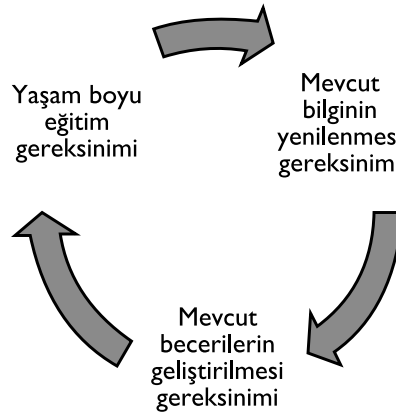 Yaşam boyu
eğitim
gereksinimi
Mevcut
bilginin
yenilenmes
gereksinim
Mevcut
becerilerin
geliştirilmesi
gereksinimi